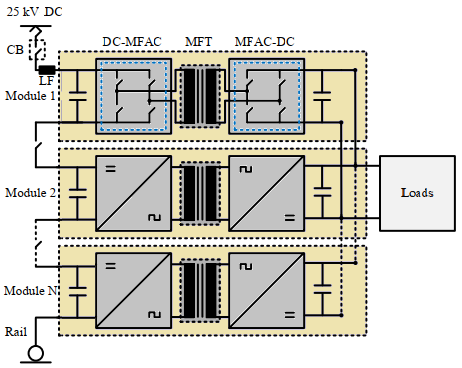 25 kV DC
DC-MFAC MFT MFAC-DC
CB
LF
Module 1
Module 2
Loads
Module N
Rail